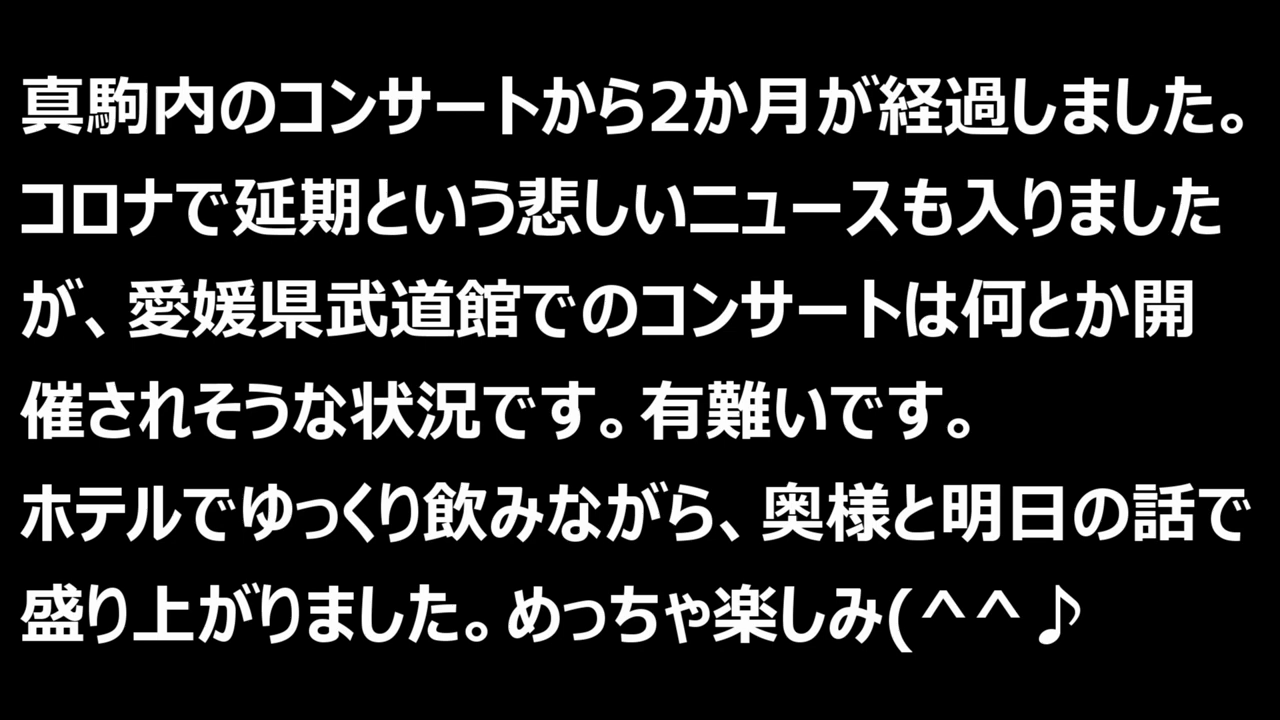 真駒内のコンサートから2か月が経過しました。
コロナで延期という悲しいニュースも入りました
が、愛媛県武道館でのコンサートは何とか開
催されそうな状況です。有難いです。
ホテルでゆっくり飲みながら、奥様と明日の話で
盛り上がりました。めっちゃ楽しみ(^^♪